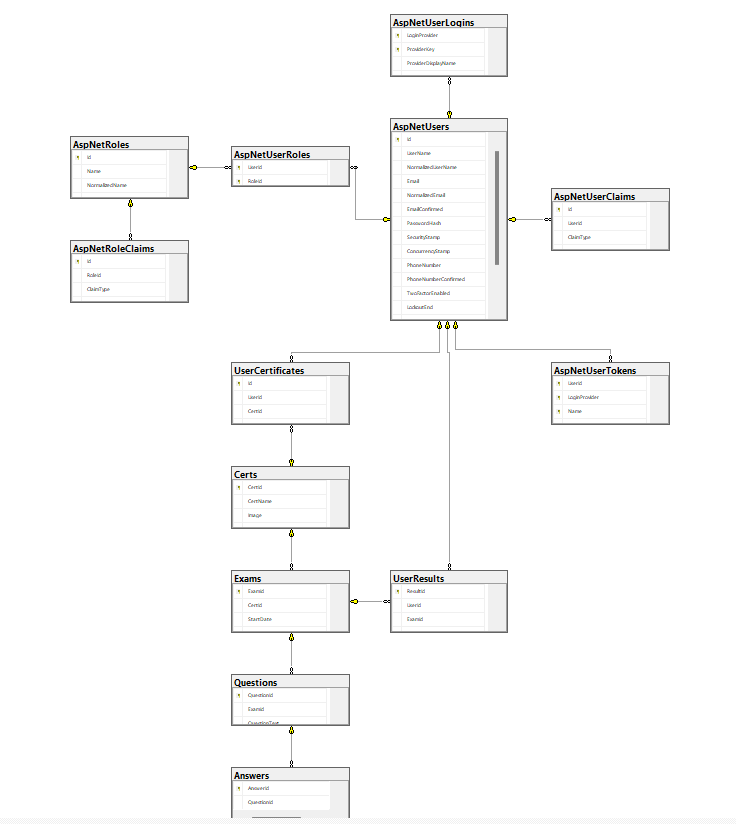 AspNetUserLogins
LoginProvider
ProviderKey
ProviderDisplayName
AspNetUsers
Id
UserName
NormalizedUserName
Email
NormalizedEmail
EmailConfirmed
PasswordHash
SecurityStamp
ConcurrencyStamp
PhoneNumber
PhoneNumberConfirmed
TwoFactorEnabled
LockoutEnd
AspNetRoles
Id
Name
NormalizedName
AspNetUserRoles
UserId
RoleId
AspNetUserClaims
Id
UserId
ClaimType
AspNetRoleClaims
Id
RoleId
ClaimType
UserCertificates
Id
UserId
CertId
AspNetUserTokens
UserId
LoginProvider
Name
Certs
CertId
CertName
Image
Exams
ExamId
CertId
StartDate
UserResults
ResultId
UserId
ExamId
Questions
QuestionId
ExamId
QuestionText
Answers
AnswerId
QuestionId